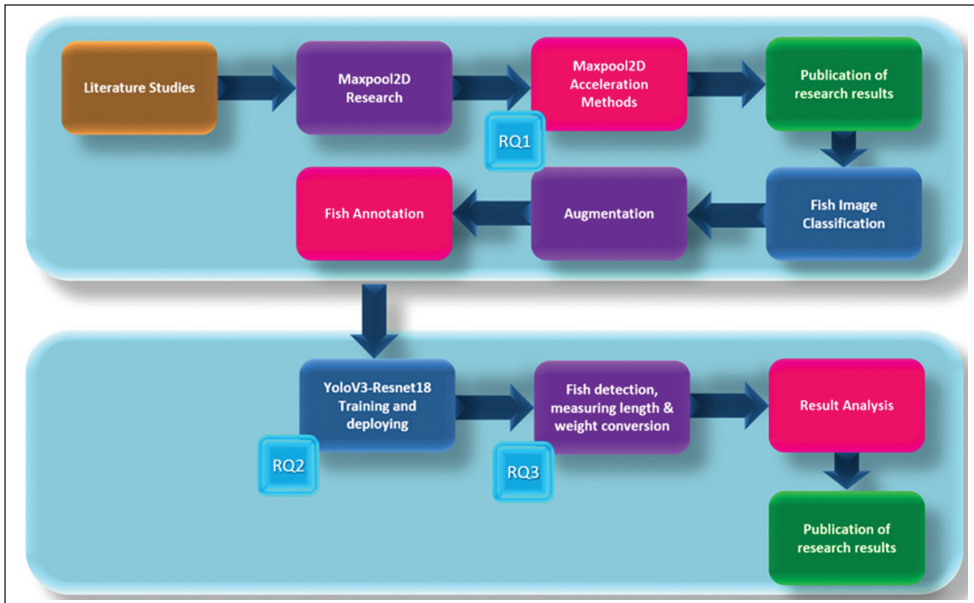 Literature Studies
Maxpool2D
Research
Maxpool2D
Acceleration
Methods
RQ1
Publication of
research results
Fish Image
Classification
Augmentation
Fish Annotation
YoloV3-Resnet18
Training and
deploying
RQ2
Fish detection,
measuring length &
weight conversion
RQ3
Result Analysis
Publication of
research results